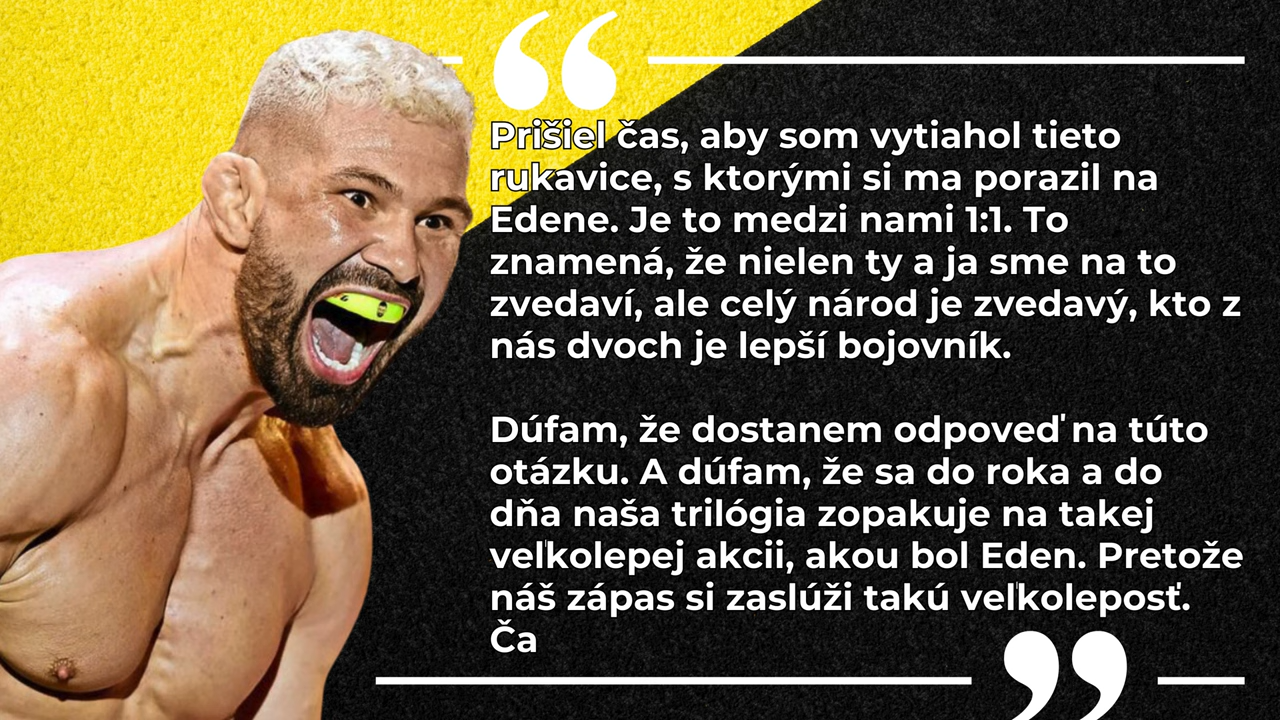 Prišiel čas, aby som vytiahol tieto
rukavice, s ktorými si ma porazil na
Edene. Je to medzi nami 1:1. To
znamená, že nielen ty a ja sme na to
zvedaví, ale celý národ je zvedavý, kto z
nás dvoch je lepší bojovník.
Dúfam, že dostanem odpoveď na túto
otázku. A dúfam, že sa do roka a do
dňa naša trilógia zopakuje na takej
veľkolepej akcii, akou bol Eden. Pretože
náš zápas si zaslúži takú veľkoleposť.
Ča